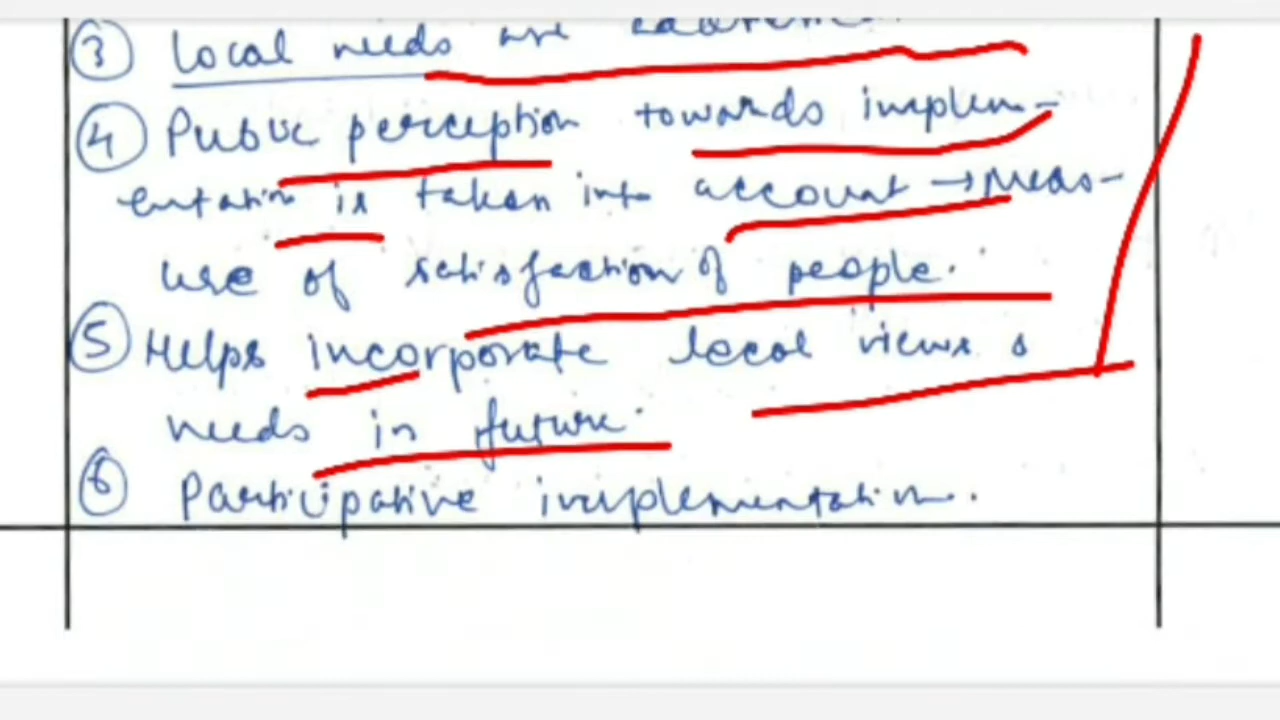 ③ Local needs are
④ Public perception towards implem-
entation is taken into account → Meas-
ure of satisfaction of people.
⑤ Helps incorporate local views &
needs in future.
⑥ Participative implementation.